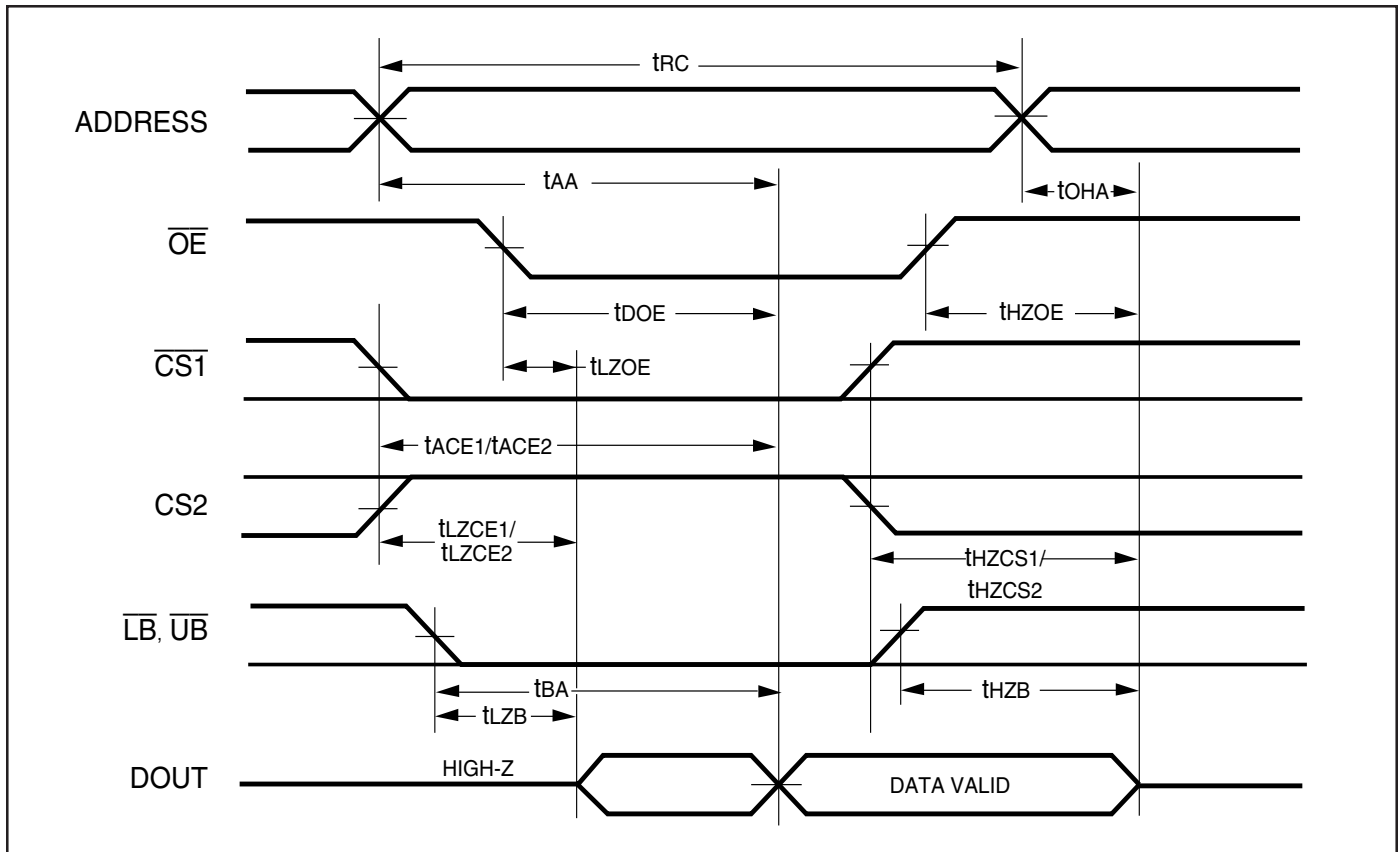 tRC
ADDRESS
tAA
tOHA
OE
tDOE
tHZOE
CS1
tLZOE
tACE1/tACE2
CS2
tLZCE1/
tLZCE2
tHZCS1/
tHZCS2
LB, UB
tBA
tHZB
tLZB
HIGH-Z
DOUT
DATA VALID